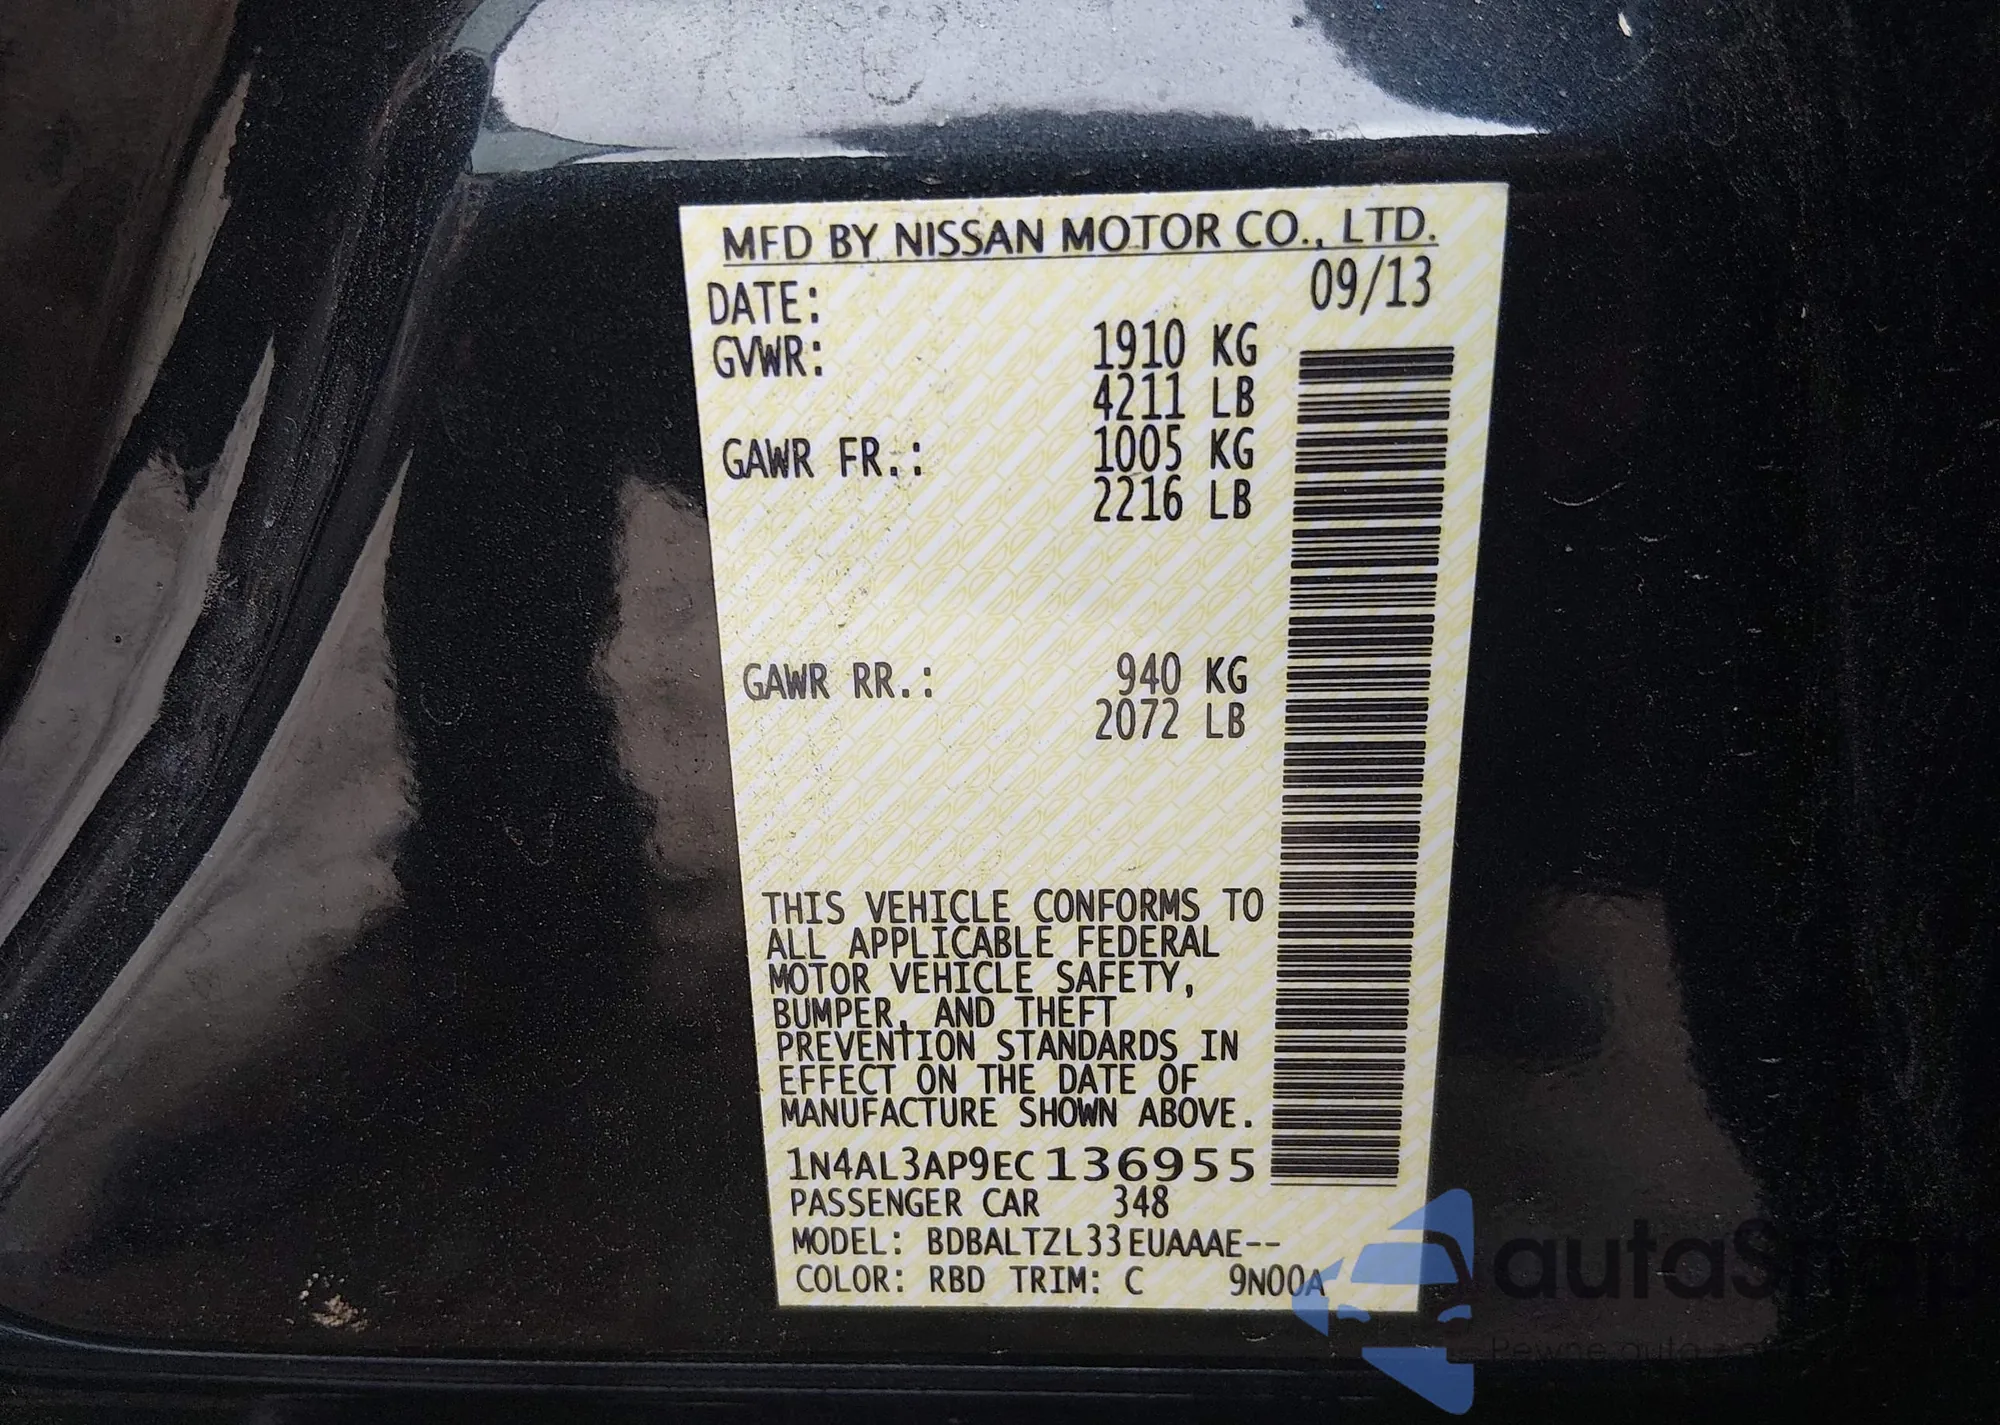 MFD BY NISSAN MOTOR CO., LTD.
DATE: 09/13
GVWR: 1910 KG
4211 LB
GAWR FR.: 1005 KG
2216 LB
GAWR RR.: 940 KG
2072 LB
THIS VEHICLE CONFORMS TO
ALL APPLICABLE FEDERAL
MOTOR VEHICLE SAFETY,
BUMPER, AND THEFT
PREVENTION STANDARDS IN
EFFECT ON THE DATE OF
MANUFACTURE SHOWN ABOVE.
1N4AL3AP9EC136955
PASSENGER CAR 348
MODEL: BDBALTZL33EUAAAE--
COLOR: RBD TRIM: C 9N00A
autaSnap
Pewne auto z